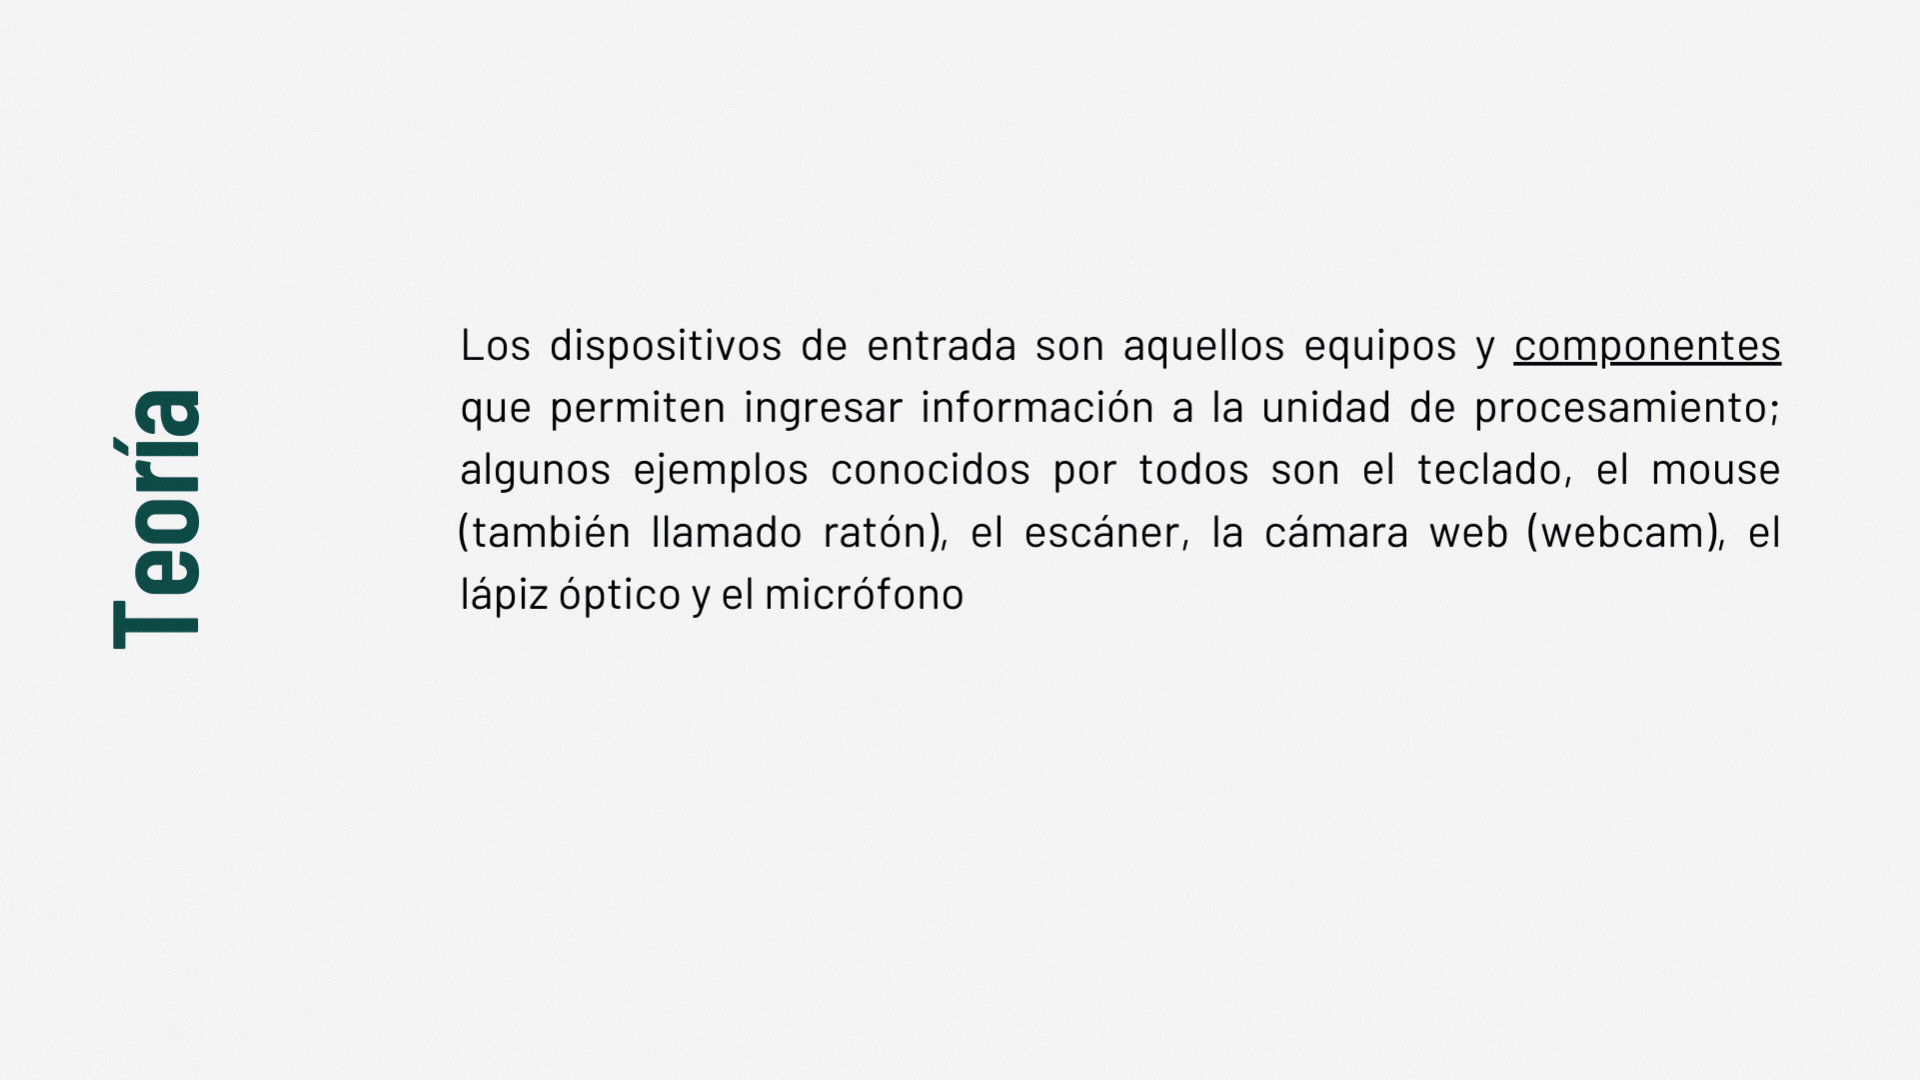 Teoría
Los dispositivos de entrada son aquellos equipos y componentes
que permiten ingresar información a la unidad de procesamiento;
algunos ejemplos conocidos por todos son el teclado, el mouse
(también llamado ratón), el escáner, la cámara web (webcam), el
lápiz óptico y el micrófono